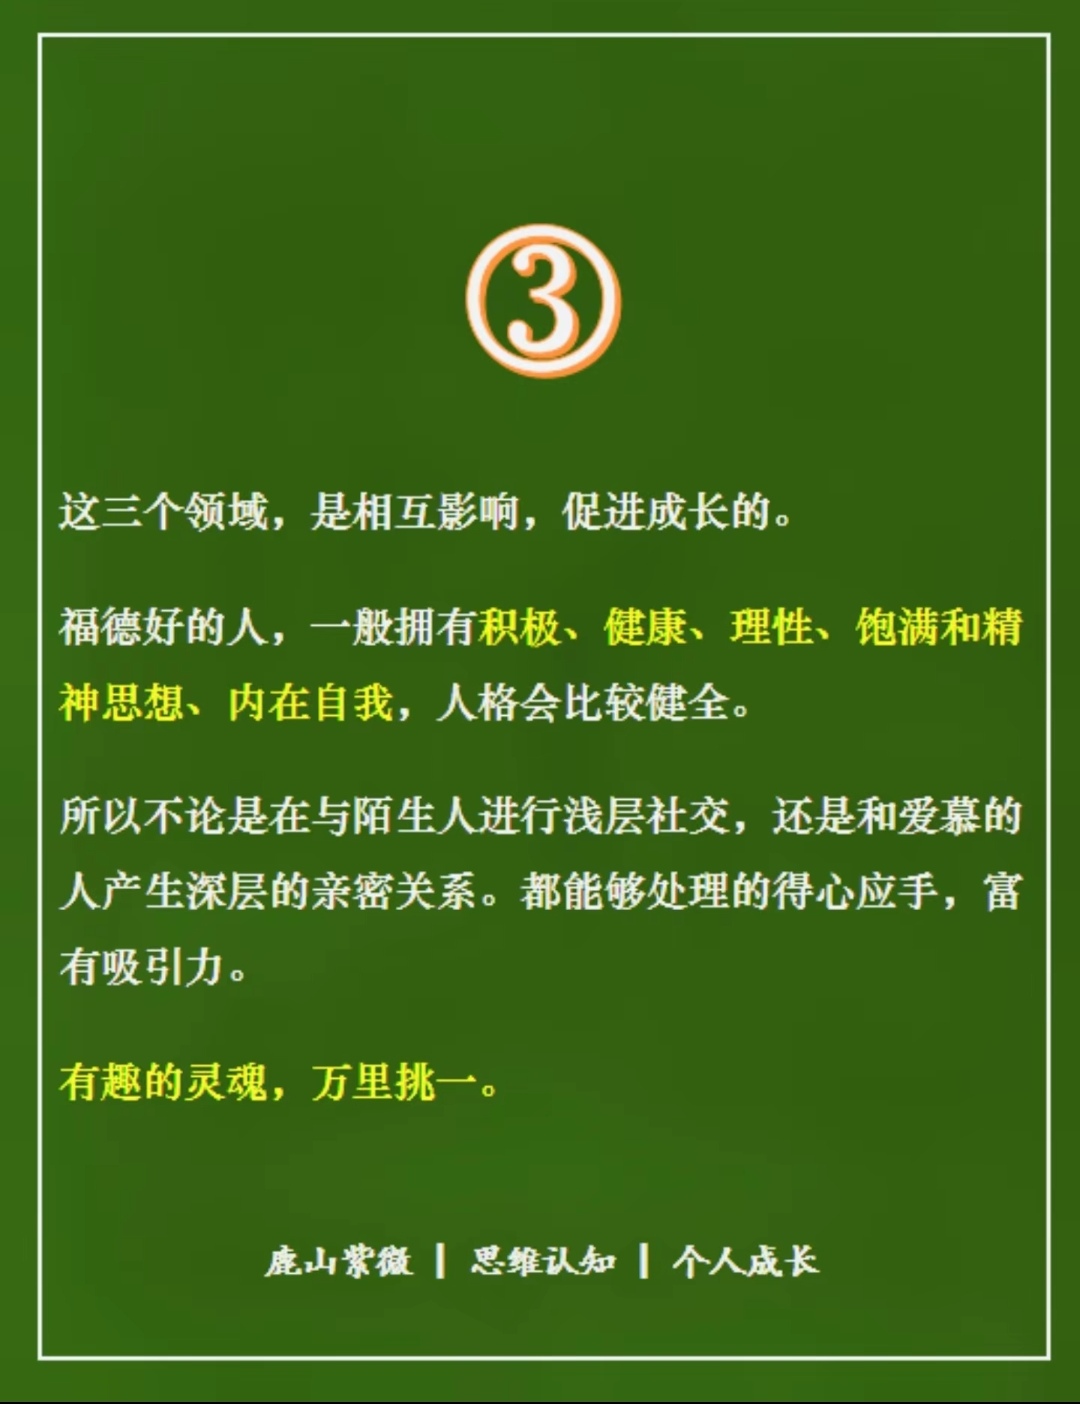 ③
这三个领域，是相互影响，促进成长的。
福德好的人，一般拥有积极、健康、理性、饱满和精
神思想、内在自我，人格会比较健全。
所以不论是在与陌生人进行浅层社交，还是和爱慕的
人产生深层的亲密关系。都能够处理的得心应手，富
有吸引力。
有趣的灵魂，万里挑一。
鹿山紫微 | 思维认知 | 个人成长